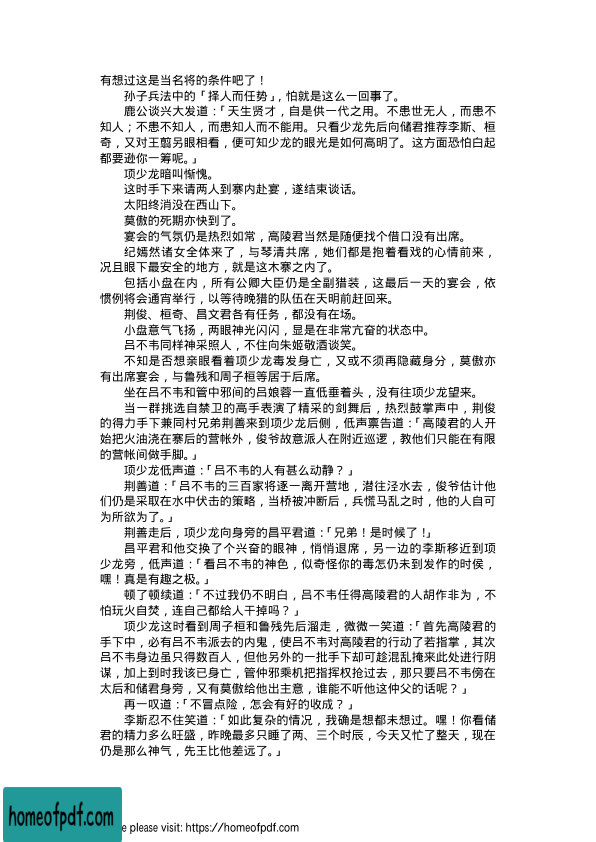 有想过这是当名将的条件吧了！
孙子兵法中的「择人而任势」，怕就是这么一回事了。
鹿公谈兴大发道：「天生贤才，自是供一代之用。不患世无人，而患不
知人；不患不知人，而患知人而不能用。只看少龙先后向储君推荐李斯、桓
奇，又对王翦另眼相看，便可知少龙的眼光是如何高明了。这方面恐怕白起
都要逊你一筹呢。」
项少龙暗叫惭愧。
这时手下来请两人到寨内赴宴，遂结束谈话。
太阳终消没在西山下。
莫傲的死期亦快到了。
宴会的气氛仍是热烈如常，高陵君当然是随便找个借口没有出席。
纪嫣然诸女全体来了，与琴清共席，她们都是抱着看戏的心情前来，
况且眼下最安全的地方，就是这木寨之内了。
包括小盘在内，所有公卿大臣仍是全副猎装，这最后一天的宴会，依
惯例将会通宵举行，以等待晚猎的队伍在天明前赶回来。
荆俊、桓奇、昌文君各有任务，都没有在场。
小盘意气飞扬，两眼神光闪闪，显是在非常亢奋的状态中。
吕不韦同样神采照人，不住向朱姬敬酒谈笑。
不知是否想亲眼看着项少龙毒发身亡，又或不须再隐藏身分，莫傲亦
有出席宴会，与鲁残和周子桓等居于后席。
坐在吕不韦和管中邪间的吕娘蓉一直低垂着头，没有往项少龙望来。
当一群挑选自禁卫的高手表演了精采的剑舞后，热烈鼓掌声中，荆俊
的得力手下兼同村兄弟荆善来到项少龙后侧，低声禀告道：「高陵君的人开
始把火油浇在寨后的营帐外，俊爷故意派人在附近巡逻，教他们只能在有限
的营帐间做手脚。」
项少龙低声道：「吕不韦的人有甚么动静？」
荆善道：「吕不韦的三百家将逐一离开营地，潜往泾水去，俊爷估计他
们仍是采取在水中伏击的策略，当桥被冲断后，兵慌马乱之时，他的人自可
为所欲为了。」
荆善走后，项少龙向身旁的昌平君道：「兄弟！是时候了！」
昌平君和他交换了个兴奋的眼神，悄悄退席，另一边的李斯移近到项
少龙旁，低声道：「看吕不韦的神色，似奇怪你的毒怎仍未到发作的时侯，
嘿！真是有趣之极。」
顿了顿续道：「不过我仍不明白，吕不韦任得高陵君的人胡作非为，不
怕玩火自焚，连自己都给人干掉吗？」
项少龙这时看到周子桓和鲁残先后溜走，微微一笑道：「首先高陵君的
手下中，必有吕不韦派去的内鬼，使吕不韦对高陵君的行动了若指掌，其次
吕不韦身边虽只得数百人，但他另外的一批手下却可趁混乱掩来此处进行阴
谋，加上到时我该已身亡，管仲邪乘机把指挥权抢过去，那只要吕不韦傍在
太后和储君身旁，又有莫傲给他出主意，谁能不听他这仲父的话呢？」
再一叹道：「不冒点险，怎会有好的收成？」
李斯忍不住笑道：「如此复杂的情况，我确是想都未想过。嘿！你看储
君的精力多么旺盛，昨晚最多只睡了两、三个时辰，今天又忙了整天，现在
仍是那么神气，先王比他差远了。」
homeofpdf.com
e please visit: https://homeofpdf.com